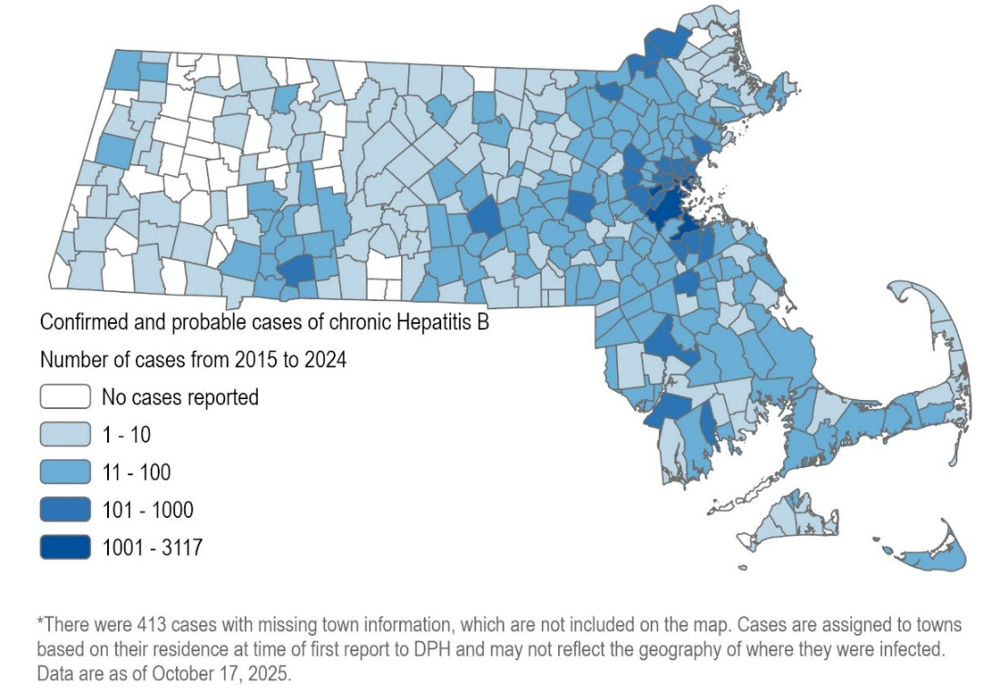 Confirmed and probable cases of chronic Hepatitis B
Number of cases from 2015 to 2024
No cases reported
1 - 10
11 - 100
101 - 1000
1001 - 3117
*There were 413 cases with missing town information, which are not included on the map. Cases are assigned to towns
based on their residence at time of first report to DPH and may not reflect the geography of where they were infected.
Data are as of October 17, 2025.